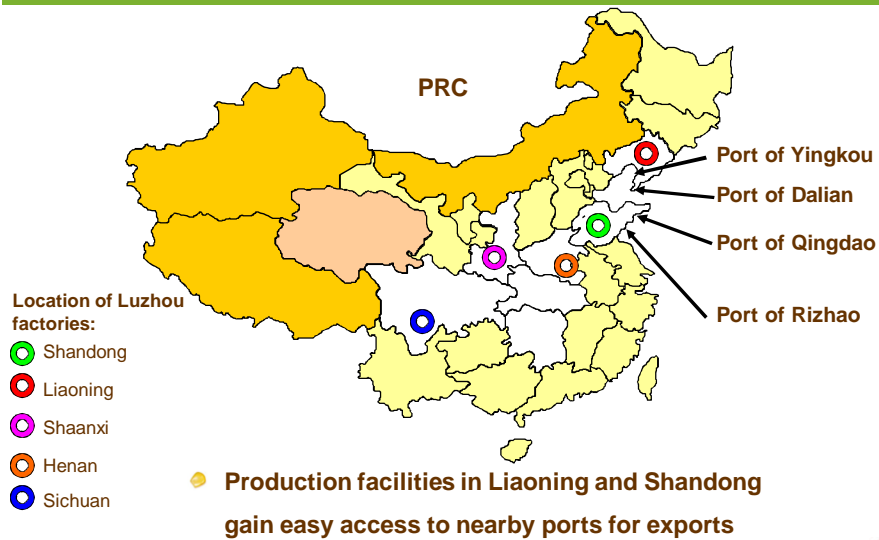 PRC
Port of Yingkou
Port of Dalian
Port of Qingdao
Port of Rizhao
Location of Luzhou
factories:
Shandong
Liaoning
Shaanxi
Henan
Sichuan
Production facilities in Liaoning and Shandong
gain easy access to nearby ports for exports